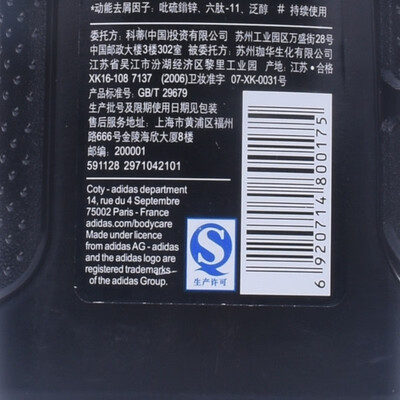 *动能去屑因子：吡硫鎓锌、六肽-11、泛醇 # 持续使用
委托方：科蒂(中国)投资有限公司 苏州工业园区万盛街28号
中国邮政大厦3楼302室 被委托方：苏州珈华生化有限公司
江苏省吴江市汾湖经济区黎里工业园 产地：江苏·合格
XK16-108 7137 (2006)卫妆准字 07-XK-0031号
产品标准号：GB/T 29679
生产批号及限期使用日期见包装
售后服务地址：上海市黄浦区福州
路666号金陵海欣大厦8楼
邮编：200001
591128 2971042101
Coty - adidas department
14, rue du 4 Septembre
75002 Paris - France
adidas.com/bodycare
Made under licence
from adidas AG - adidas
and the adidas logo are
registered trademarks
of the adidas Group.
QS
生产许可
6 920714 800175